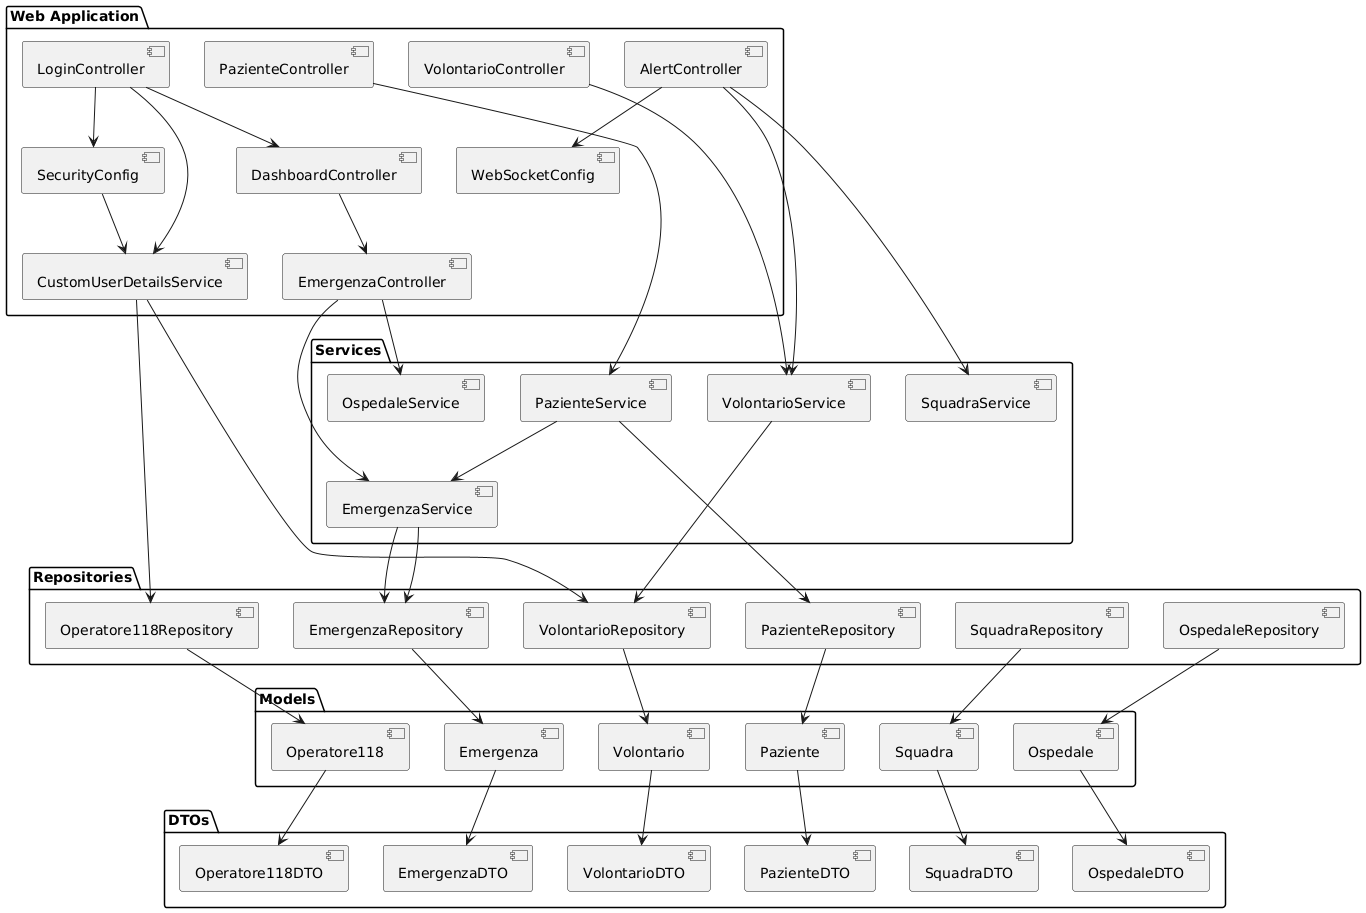 Web Application
LoginController
PazienteController
VolontarioController
AlertController
SecurityConfig
DashboardController
WebSocketConfig
CustomUserDetailsService
EmergenzaController
Services
OspedaleService
PazienteService
VolontarioService
SquadraService
EmergenzaService
Repositories
Operatore118Repository
EmergenzaRepository
VolontarioRepository
PazienteRepository
SquadraRepository
OspedaleRepository
Models
Operatore118
Emergenza
Volontario
Paziente
Squadra
Ospedale
DTOs
Operatore118DTO
EmergenzaDTO
VolontarioDTO
PazienteDTO
SquadraDTO
OspedaleDTO